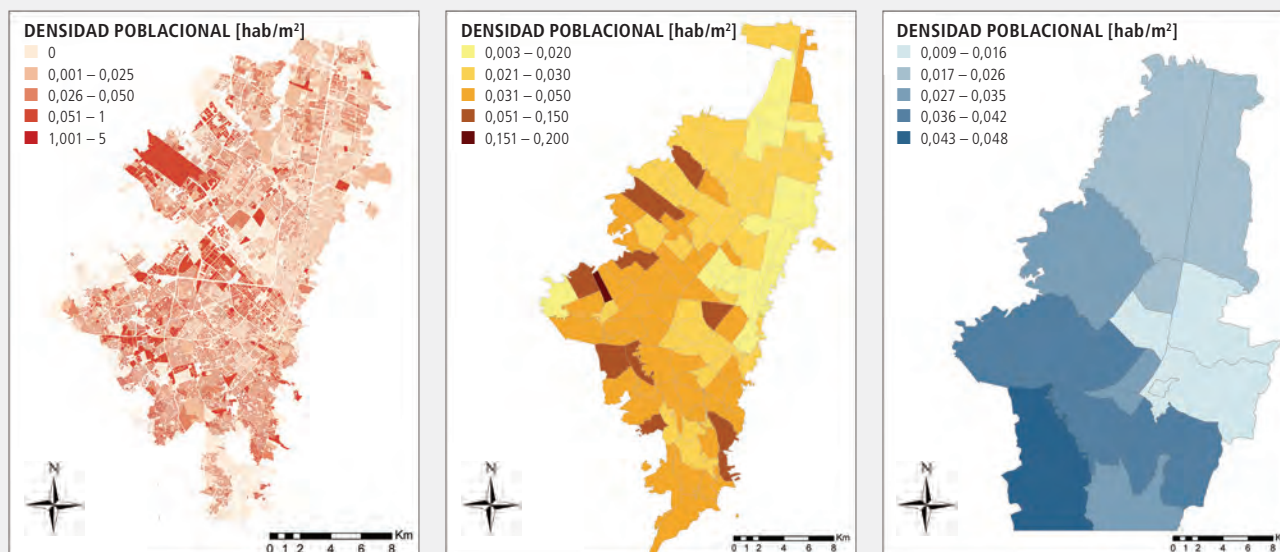 DENSIDAD POBLACIONAL [hab/m²]
0
0,001 – 0,025
0,026 – 0,050
0,051 – 1
1,001 – 5
N
Km
0 1 2 4 6 8
DENSIDAD POBLACIONAL [hab/m²]
0,003 – 0,020
0,021 – 0,030
0,031 – 0,050
0,051 – 0,150
0,151 – 0,200
N
Km
0 1 2 4 6 8
DENSIDAD POBLACIONAL [hab/m²]
0,009 – 0,016
0,017 – 0,026
0,027 – 0,035
0,036 – 0,042
0,043 – 0,048
N
0 1 2 4 6 8